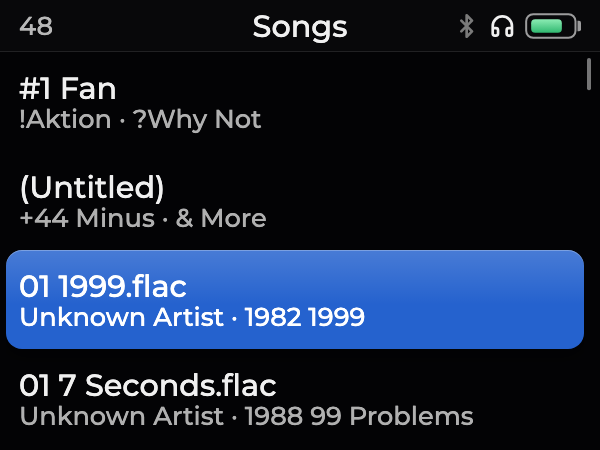 48
Songs
#1 Fan
!Aktion · ?Why Not
(Untitled)
+44 Minus · & More
01 1999.flac
Unknown Artist · 1982 1999
01 7 Seconds.flac
Unknown Artist · 1988 99 Problems